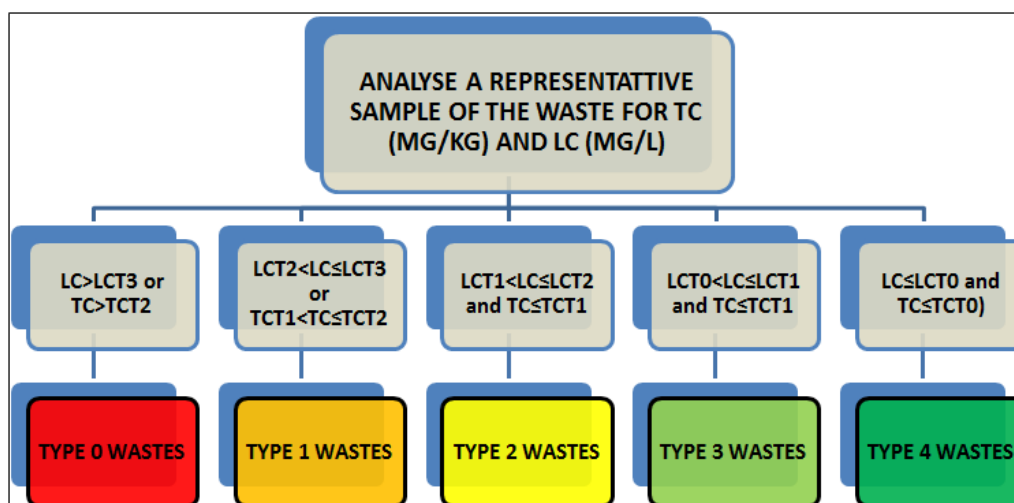 ANALYSE A REPRESENTATTIVE
SAMPLE OF THE WASTE FOR TC
(MG/KG) AND LC (MG/L)
LC>LCT3 or
TC>TCT2
LCT2<LC≤LCT3
or
TCT1<TC≤TCT2
LCT1<LC≤LCT2
and TC≤TCT1
LCT0<LC≤LCT1
and TC≤TCT1
LC≤LCT0 and
TC≤TCT0)
TYPE 0 WASTES
TYPE 1 WASTES
TYPE 2 WASTES
TYPE 3 WASTES
TYPE 4 WASTES